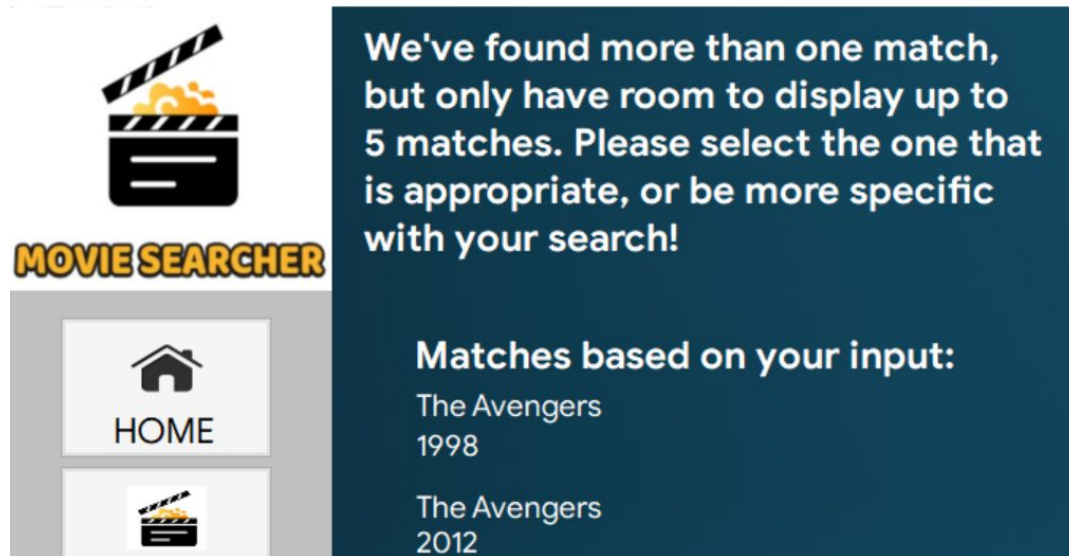 MOVIE SEARCHER
HOME
We've found more than one match,
but only have room to display up to
5 matches. Please select the one that
is appropriate, or be more specific
with your search!
Matches based on your input:
The Avengers
1998
The Avengers
2012